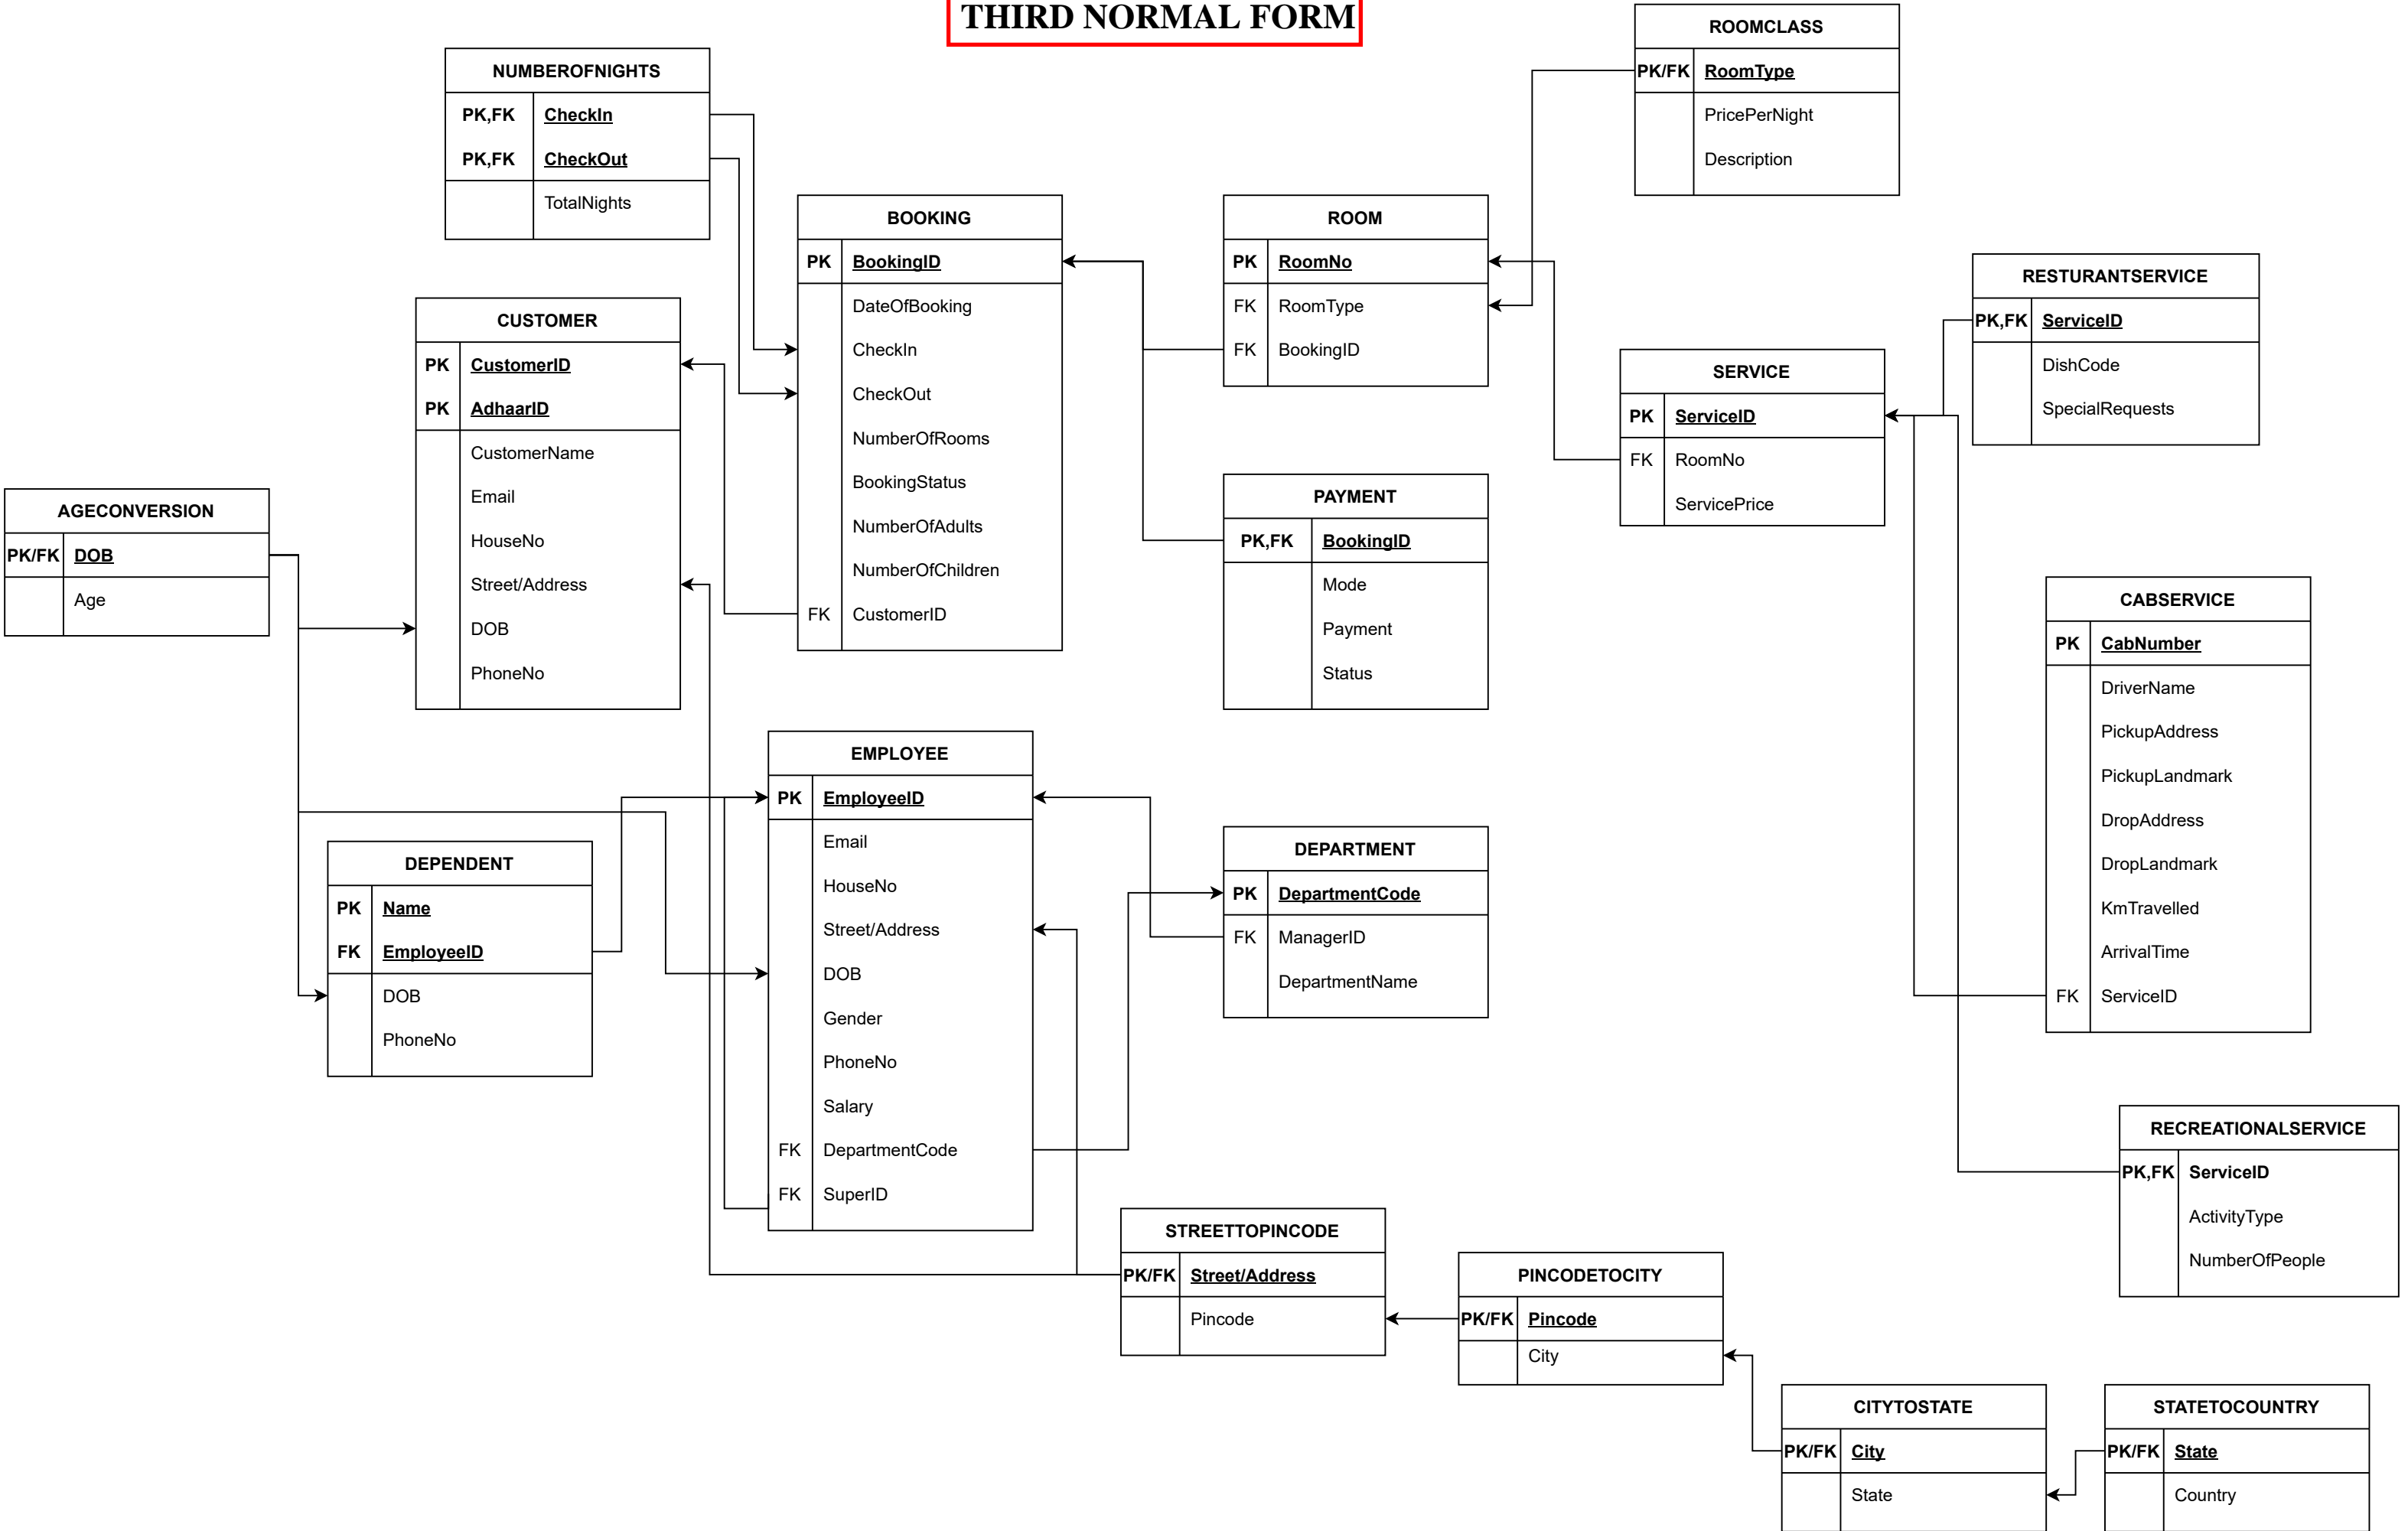 THIRD NORMAL FORM
NUMBEROFNIGHTS
PK,FK CheckIn
PK,FK CheckOut
TotalNights
ROOMCLASS
PK/FK RoomType
PricePerNight
Description
BOOKING
PK BookingID
DateOfBooking
CheckIn
CheckOut
NumberOfRooms
BookingStatus
NumberOfAdults
NumberOfChildren
FK CustomerID
ROOM
PK RoomNo
FK RoomType
FK BookingID
RESTURANTSERVICE
PK,FK ServiceID
DishCode
SpecialRequests
CUSTOMER
PK CustomerID
PK AdhaarID
CustomerName
Email
HouseNo
Street/Address
DOB
PhoneNo
SERVICE
PK ServiceID
FK RoomNo
ServicePrice
AGECONVERSION
PK/FK DOB
Age
PAYMENT
PK,FK BookingID
Mode
Payment
Status
CABSERVICE
PK CabNumber
DriverName
PickupAddress
PickupLandmark
DropAddress
DropLandmark
KmTravelled
ArrivalTime
FK ServiceID
EMPLOYEE
PK EmployeeID
Email
HouseNo
Street/Address
DOB
Gender
PhoneNo
Salary
FK DepartmentCode
FK SuperID
DEPENDENT
PK Name
FK EmployeeID
DOB
PhoneNo
DEPARTMENT
PK DepartmentCode
FK ManagerID
DepartmentName
RECREATIONALSERVICE
PK,FK ServiceID
ActivityType
NumberOfPeople
STREETTOPINCODE
PK/FK Street/Address
Pincode
PINCODETOCITY
PK/FK Pincode
City
CITYTOSTATE
PK/FK City
State
STATETOCOUNTRY
PK/FK State
Country